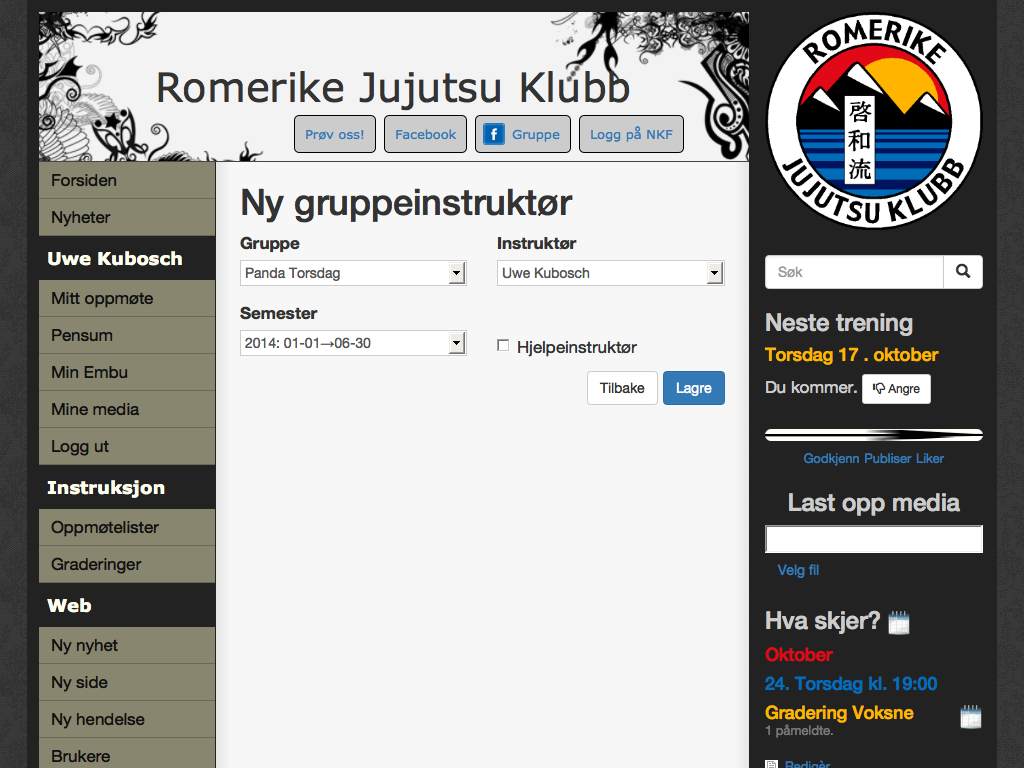 Romerike Jujutsu Klubb
Prøv oss!
Facebook
Gruppe
Logg på NKF
Forsiden
Nyheter
Uwe Kubosch
Mitt oppmøte
Pensum
Min Embu
Mine media
Logg ut
Instruksjon
Oppmøtelister
Graderinger
Web
Ny nyhet
Ny side
Ny hendelse
Brukere
Ny gruppeinstruktør
Gruppe
Instruktør
Panda Torsdag
Uwe Kubosch
Semester
2014: 01-01→06-30
Hjelpeinstruktør
Tilbake
Lagre
ROMERIKE
啓和流
JUJUTSU KLUBB
Søk
Neste trening
Torsdag 17 . oktober
Du kommer.
Angre
Godkjenn Publiser Liker
Last opp media
Velg fil
Hva skjer?
Oktober
24. Torsdag kl. 19:00
Gradering Voksne
1 påmeldte.
Redigèr